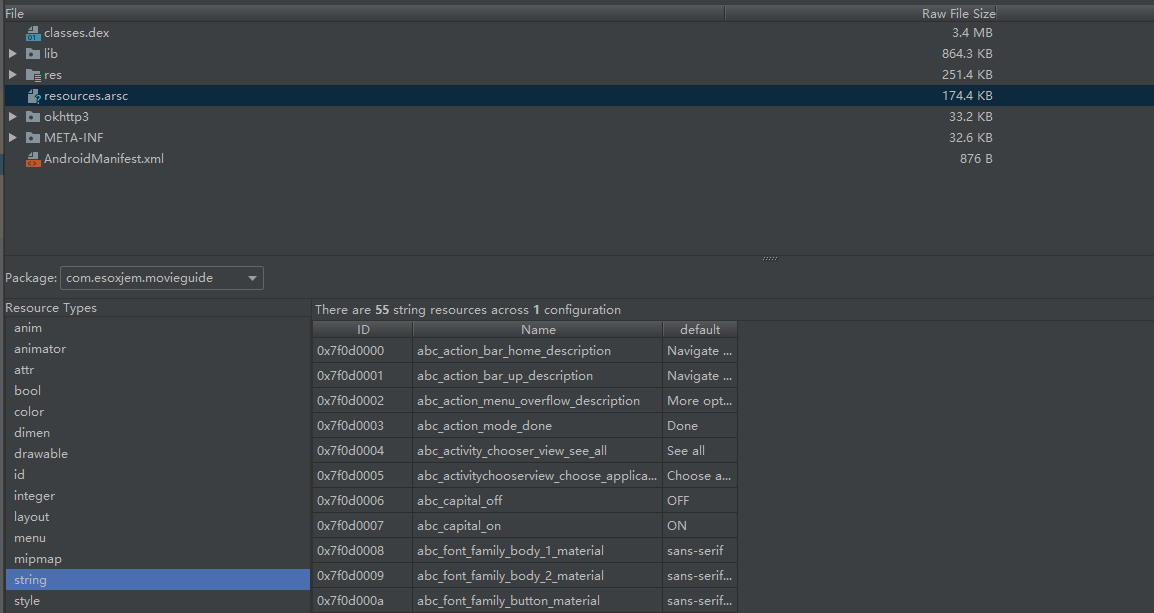 File Raw File Size
classes.dex 3.4 MB
lib 864.3 KB
res 251.4 KB
resources.arsc 174.4 KB
okhttp3 33.2 KB
META-INF 32.6 KB
AndroidManifest.xml 876 B
Package: com.esoxjem.movieguide
Resource Types
anim
animator
attr
bool
color
dimen
drawable
id
integer
layout
menu
mipmap
string
style
There are 55 string resources across 1 configuration
ID Name default
0x7f0d0000 abc_action_bar_home_description Navigate ...
0x7f0d0001 abc_action_bar_up_description Navigate ...
0x7f0d0002 abc_action_menu_overflow_description More opt...
0x7f0d0003 abc_action_mode_done Done
0x7f0d0004 abc_activity_chooser_view_see_all See all
0x7f0d0005 abc_activitychooserview_choose_applica... Choose a...
0x7f0d0006 abc_capital_off OFF
0x7f0d0007 abc_capital_on ON
0x7f0d0008 abc_font_family_body_1_material sans-serif
0x7f0d0009 abc_font_family_body_2_material sans-serif...
0x7f0d000a abc_font_family_button_material sans-serif...